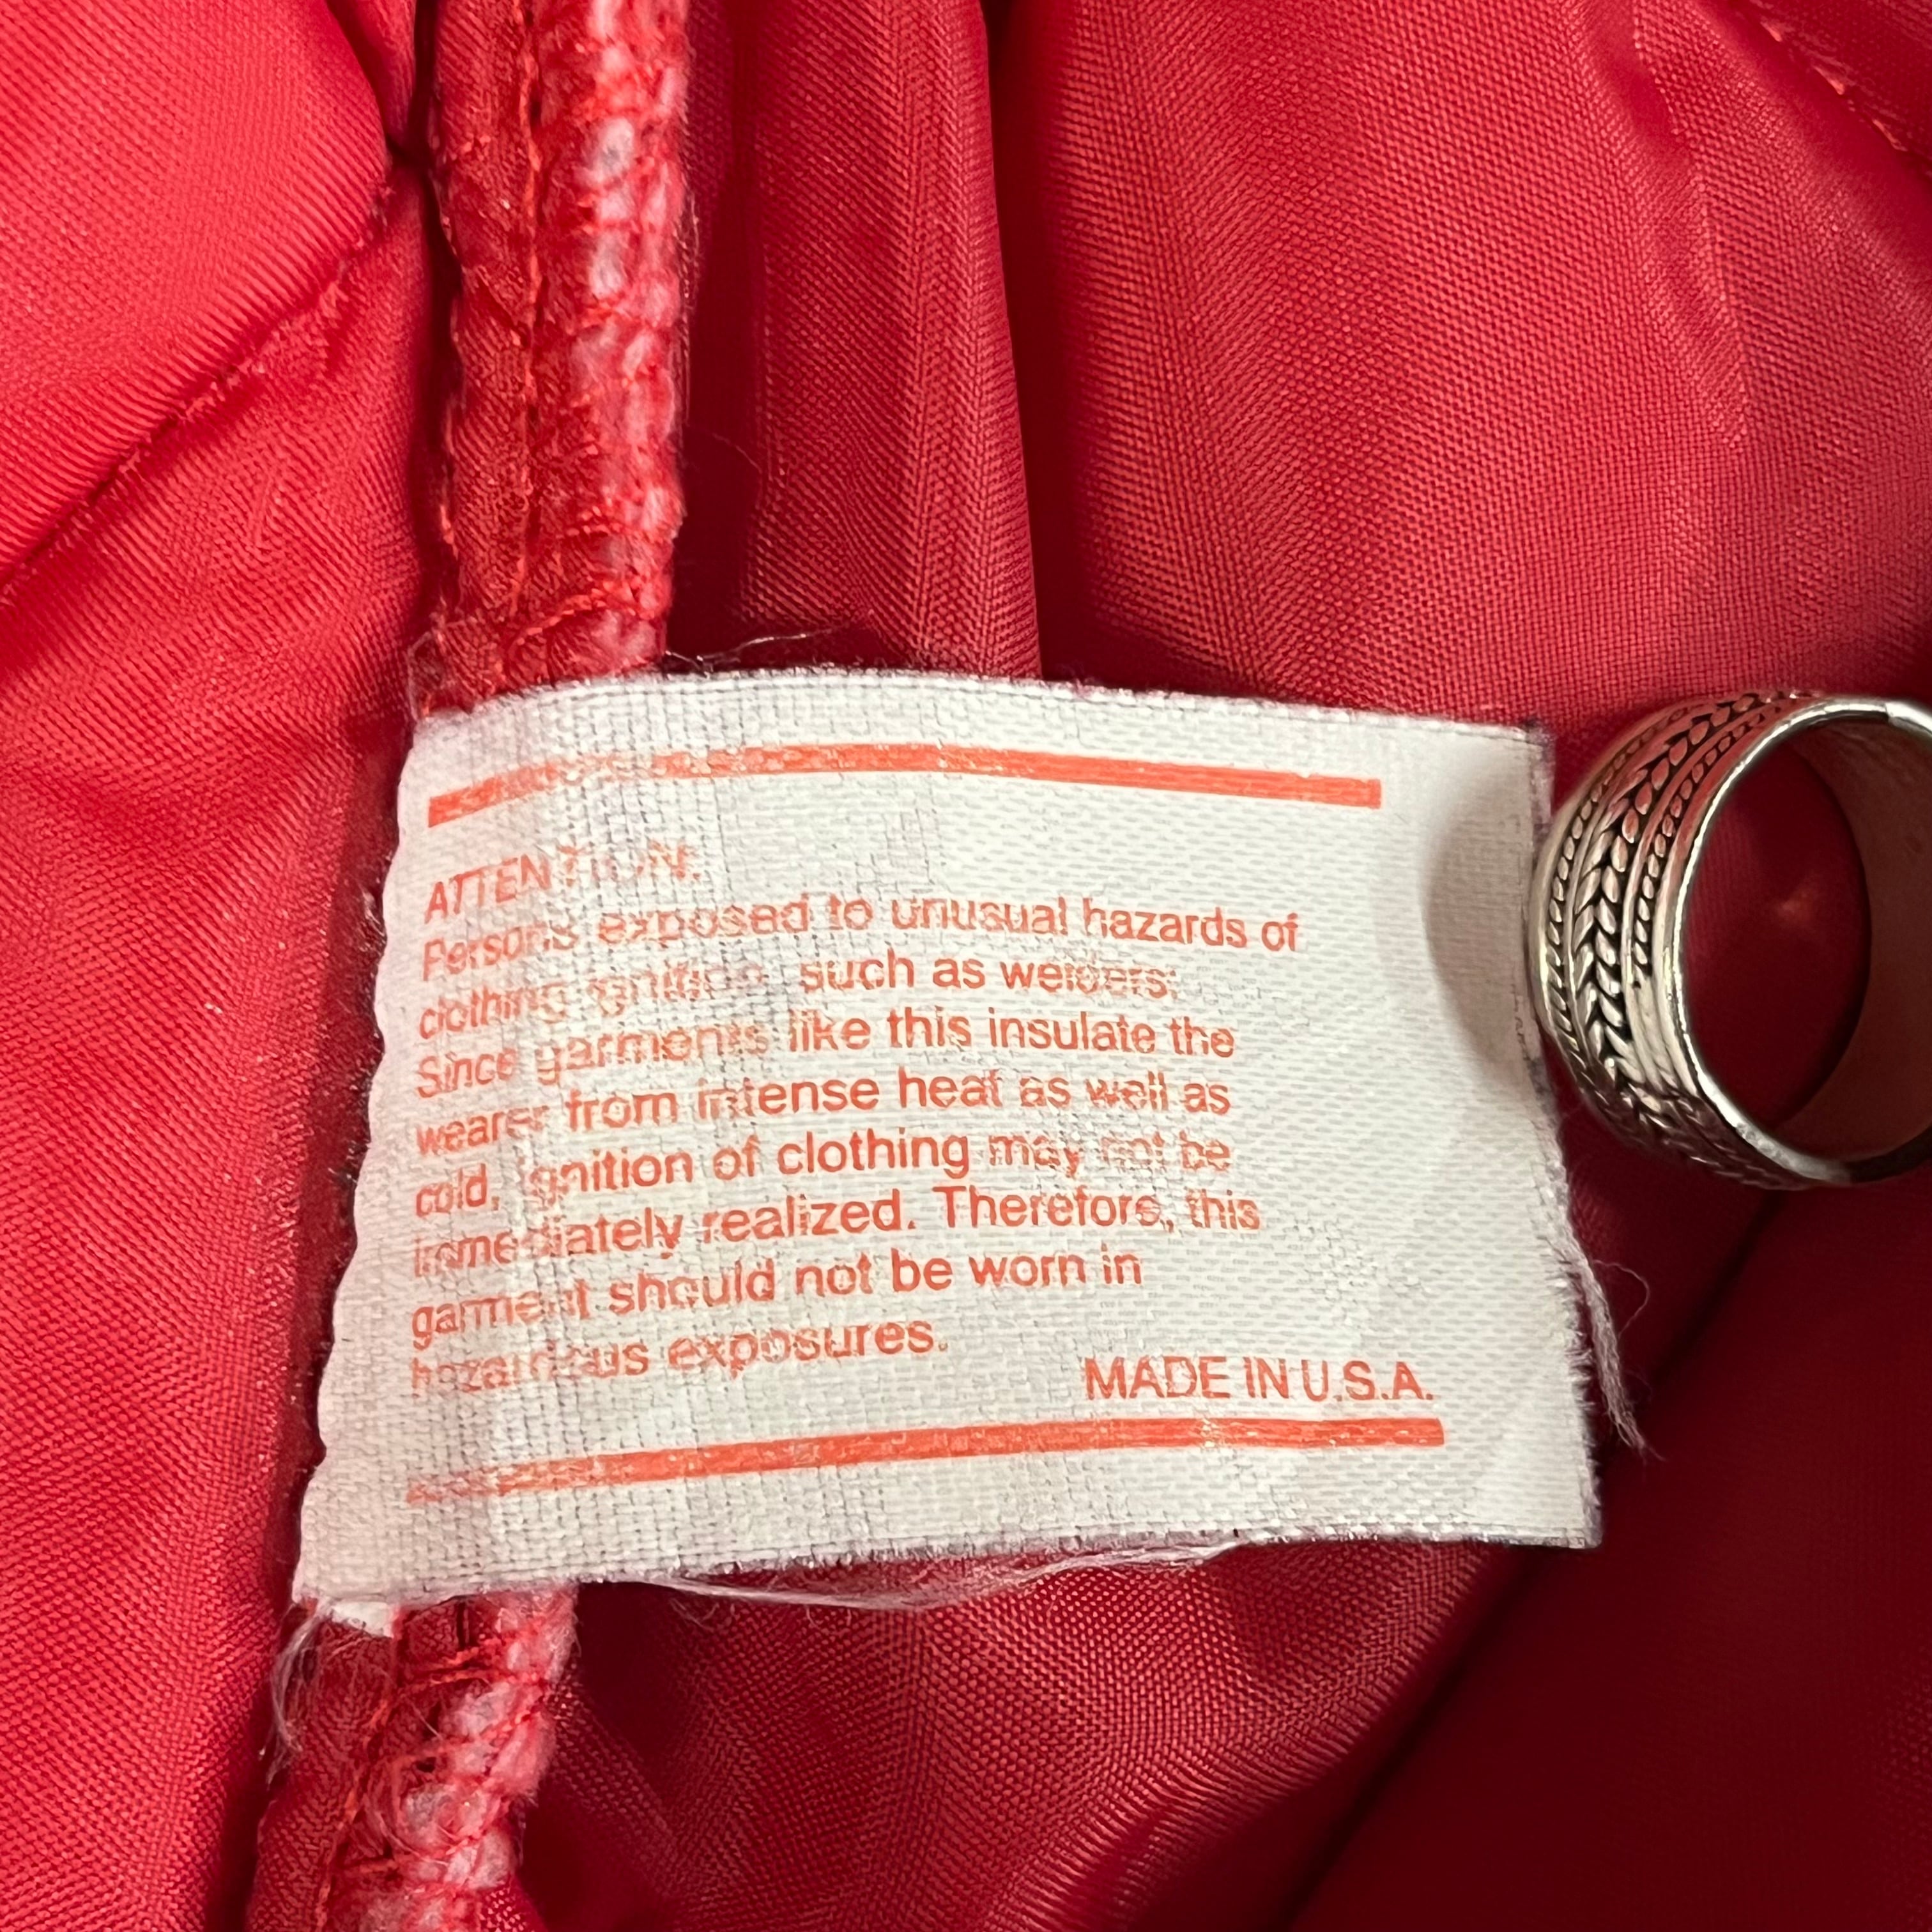 ATTENTION:
Persons exposed to unusual hazards of
clothing ignition such as welders;
Since garments like this insulate the
wearer from intense heat as well as
cold, ignition of clothing may not be
immediately realized. Therefore, this
garment should not be worn in
hazardous exposures.
MADE IN U.S.A.